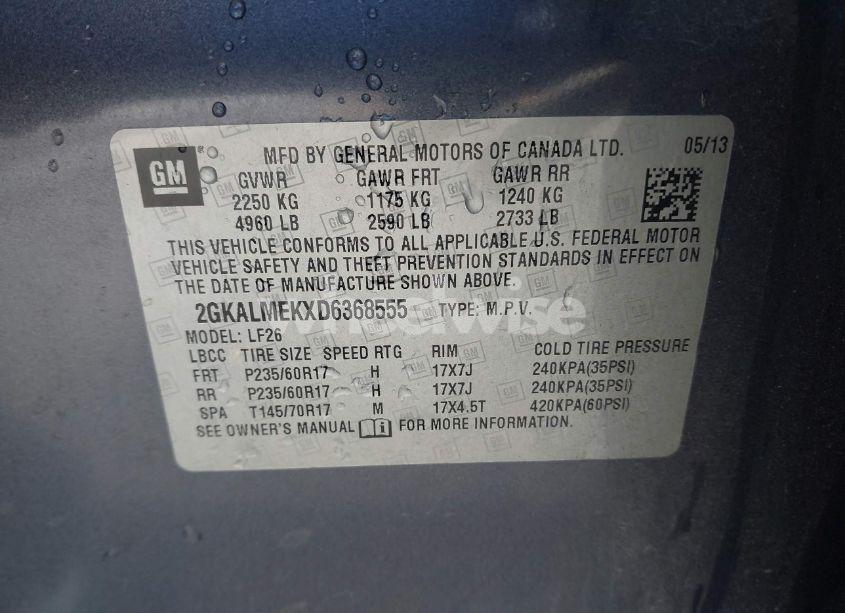 GM
MFD BY GENERAL MOTORS OF CANADA LTD. 05/13
GVWR GAWR FRT GAWR RR
2250 KG 1175 KG 1240 KG
4960 LB 2590 LB 2733 LB
THIS VEHICLE CONFORMS TO ALL APPLICABLE U.S. FEDERAL MOTOR
VEHICLE SAFETY AND THEFT PREVENTION STANDARDS IN EFFECT ON
THE DATE OF MANUFACTURE SHOWN ABOVE.
2GKALMEKXD6368555 TYPE: M.P.V.
MODEL: LF26
LBCC TIRE SIZE SPEED RTG RIM COLD TIRE PRESSURE
FRT P235/60R17 H 17X7J 240KPA(35PSI)
RR P235/60R17 H 17X7J 240KPA(35PSI)
SPA T145/70R17 M 17X4.5T 420KPA(60PSI)
SEE OWNER'S MANUAL FOR MORE INFORMATION.